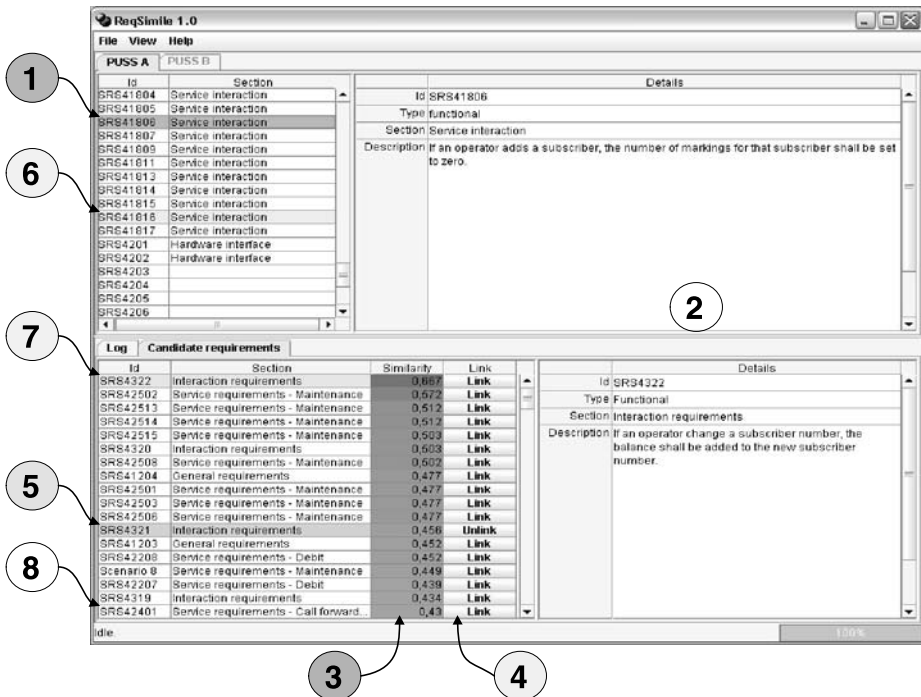 ReqSimile 1.0
File View Help
PUSS A PUSS B
Id Section
SRS41804 Service interaction
SRS41805 Service interaction
SRS41806 Service interaction
SRS41807 Service interaction
SRS41809 Service interaction
SRS41811 Service interaction
SRS41813 Service interaction
SRS41814 Service interaction
SRS41815 Service interaction
SRS41816 Service interaction
SRS41817 Service interaction
SRS4201 Hardware interface
SRS4202 Hardware interface
SRS4203
SRS4204
SRS4205
SRS4206
Details
Id SRS41806
Type functional
Section Service interaction
Description If an operator adds a subscriber, the number of markings for that subscriber shall be set
to zero.
1
6
2
7
5
8
Log Candidate requirements
Id Section Similarity Link
SRS4322 Interaction requirements 0,667 Link
SRS42502 Service requirements - Maintenance 0,572 Link
SRS42513 Service requirements - Maintenance 0,512 Link
SRS42514 Service requirements - Maintenance 0,512 Link
SRS42515 Service requirements - Maintenance 0,503 Link
SRS4320 Interaction requirements 0,503 Link
SRS42508 Service requirements - Maintenance 0,502 Link
SRS41204 General requirements 0,477 Link
SRS42501 Service requirements - Maintenance 0,477 Link
SRS42503 Service requirements - Maintenance 0,477 Link
SRS42506 Service requirements - Maintenance 0,477 Link
SRS4321 Interaction requirements 0,456 Unlink
SRS41203 General requirements 0,452 Link
SRS42208 Service requirements - Debit 0,452 Link
Scenario 8 Service requirements - Maintenance 0,449 Link
SRS42207 Service requirements - Debit 0,439 Link
SRS4319 Interaction requirements 0,434 Link
SRS42401 Service requirements - Call forward... 0,43 Link
Details
Id SRS4322
Type Functional
Section Interaction requirements
Description If an operator change a subscriber number, the
balance shall be added to the new subscriber
number.
Idle.
100%
3
4